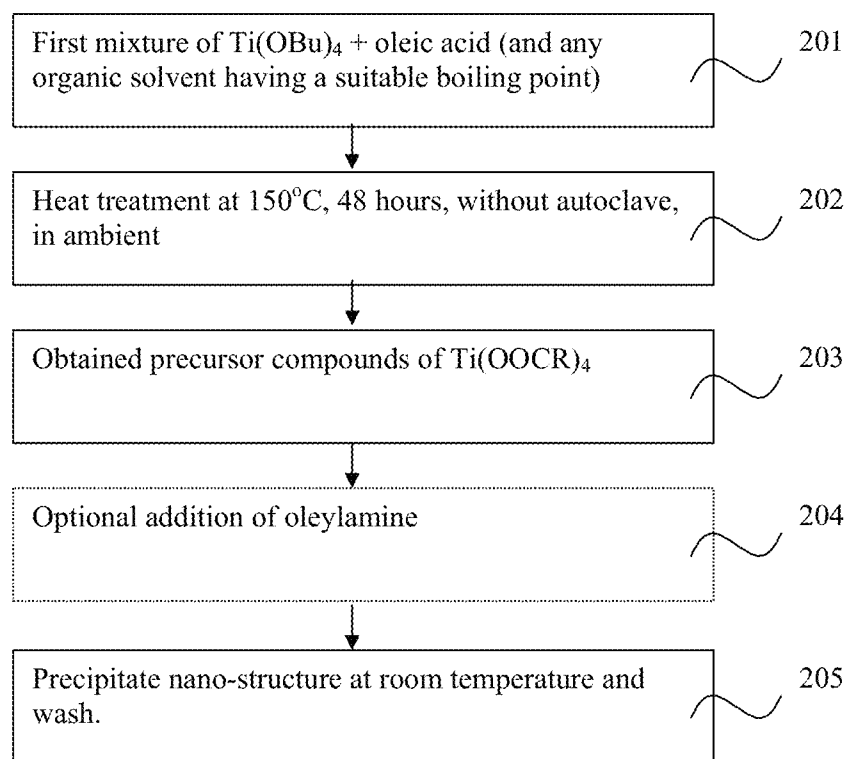 First mixture of Ti(OBu)₄ + oleic acid (and any
organic solvent having a suitable boiling point)
201
Heat treatment at 150°C, 48 hours, without autoclave,
in ambient
202
Obtained precursor compounds of Ti(OOCR)₄
203
Optional addition of oleylamine
204
Precipitate nano-structure at room temperature and
wash.
205